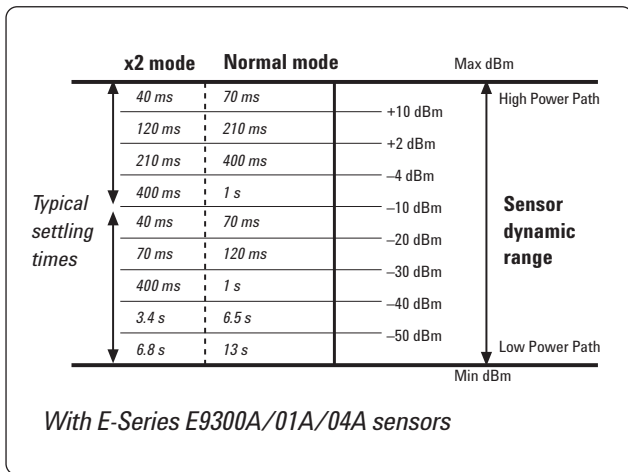 x2 mode Normal mode Max dBm
40 ms 70 ms High Power Path
+10 dBm
120 ms 210 ms
+2 dBm
210 ms 400 ms
–4 dBm
400 ms 1 s
–10 dBm
Typical settling times
40 ms 70 ms
–20 dBm
Sensor dynamic range
70 ms 120 ms
–30 dBm
400 ms 1 s
–40 dBm
3.4 s 6.5 s
–50 dBm
6.8 s 13 s Low Power Path
Min dBm
With E-Series E9300A/01A/04A sensors